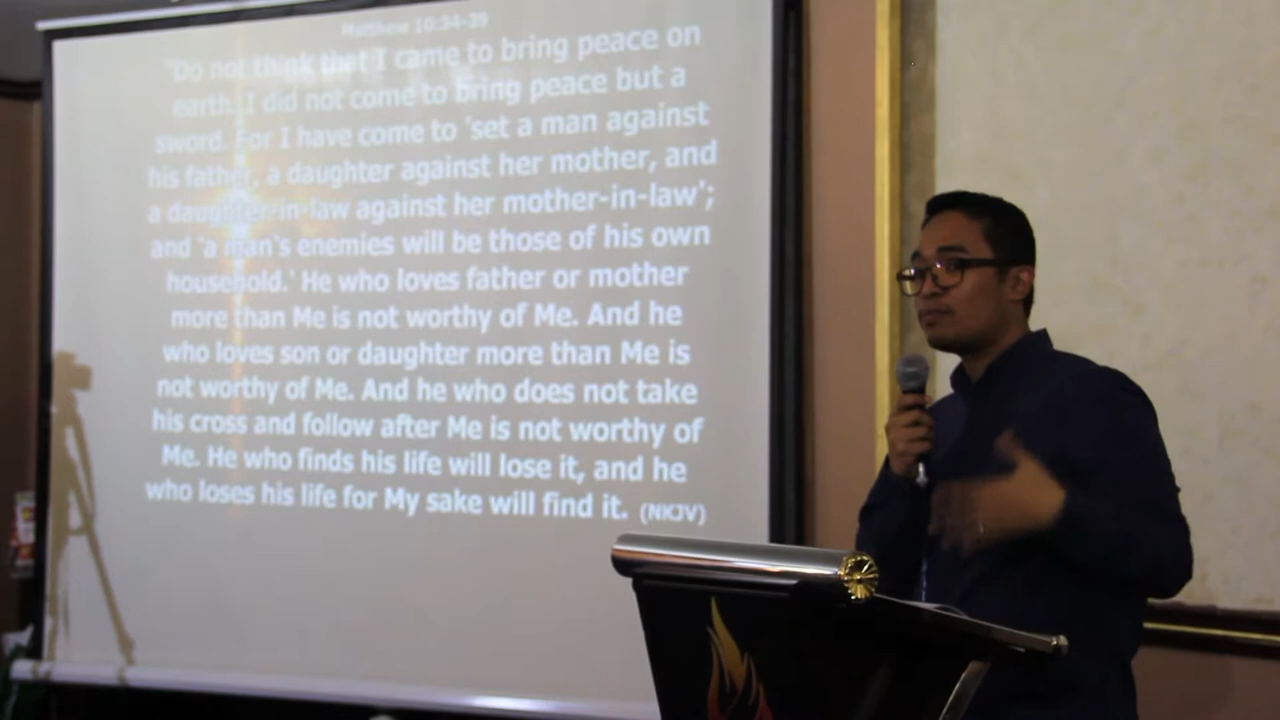 Matthew 10:34-39
"Do not think that I came to bring peace on
earth. I did not come to bring peace but a
sword. For I have come to 'set a man against
his father, a daughter against her mother, and
a daughter-in-law against her mother-in-law';
and 'a man's enemies will be those of his own
household.' He who loves father or mother
more than Me is not worthy of Me. And he
who loves son or daughter more than Me is
not worthy of Me. And he who does not take
his cross and follow after Me is not worthy of
Me. He who finds his life will lose it, and he
who loses his life for My sake will find it. (NKJV)